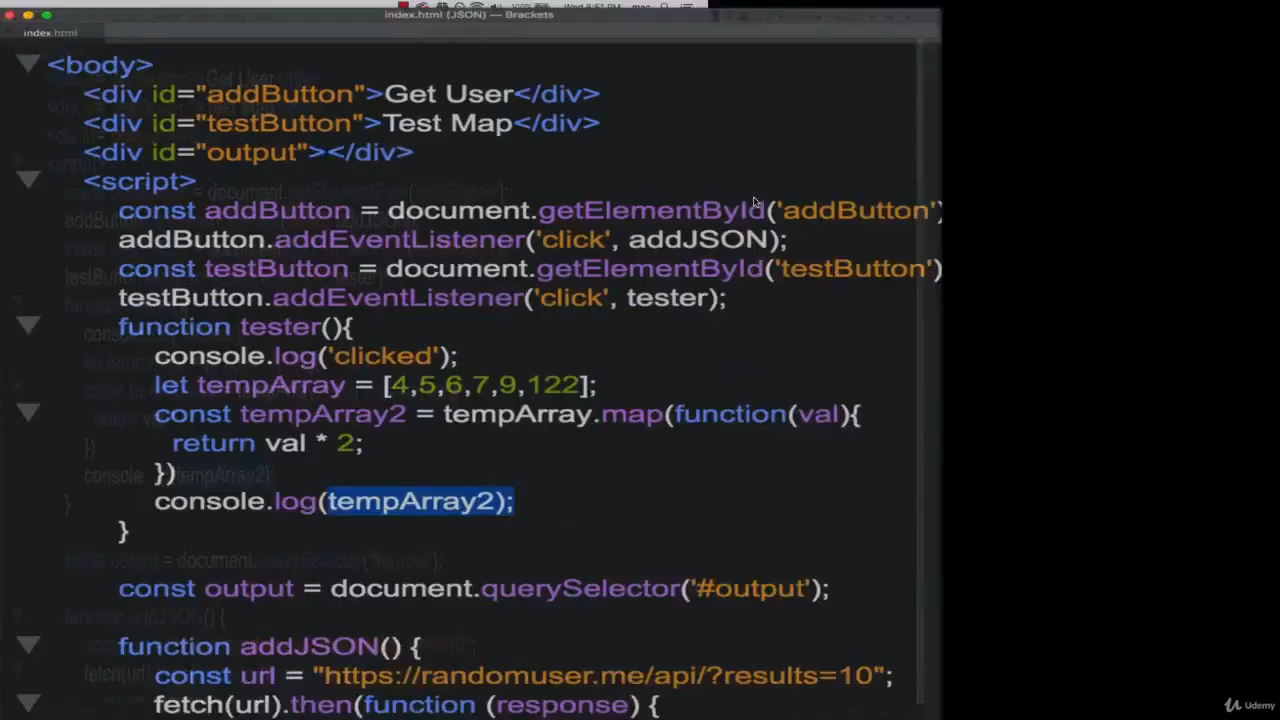 index.html (JSON) — Brackets
index.html
<body>
<div id="addButton">Get User</div>
<div id="testButton">Test Map</div>
<div id="output"></div>
<script>
const addButton = document.getElementById('addButton')
addButton.addEventListener('click', addJSON);
const testButton = document.getElementById('testButton')
testButton.addEventListener('click', tester);
function tester(){
console.log('clicked');
let tempArray = [4,5,6,7,9,122];
const tempArray2 = tempArray.map(function(val){
return val * 2;
})
console.log(tempArray2);
}
const output = document.querySelector('#output');
function addJSON() {
const url = "https://randomuser.me/api/?results=10";
fetch(url).then(function (response) {
Udemy